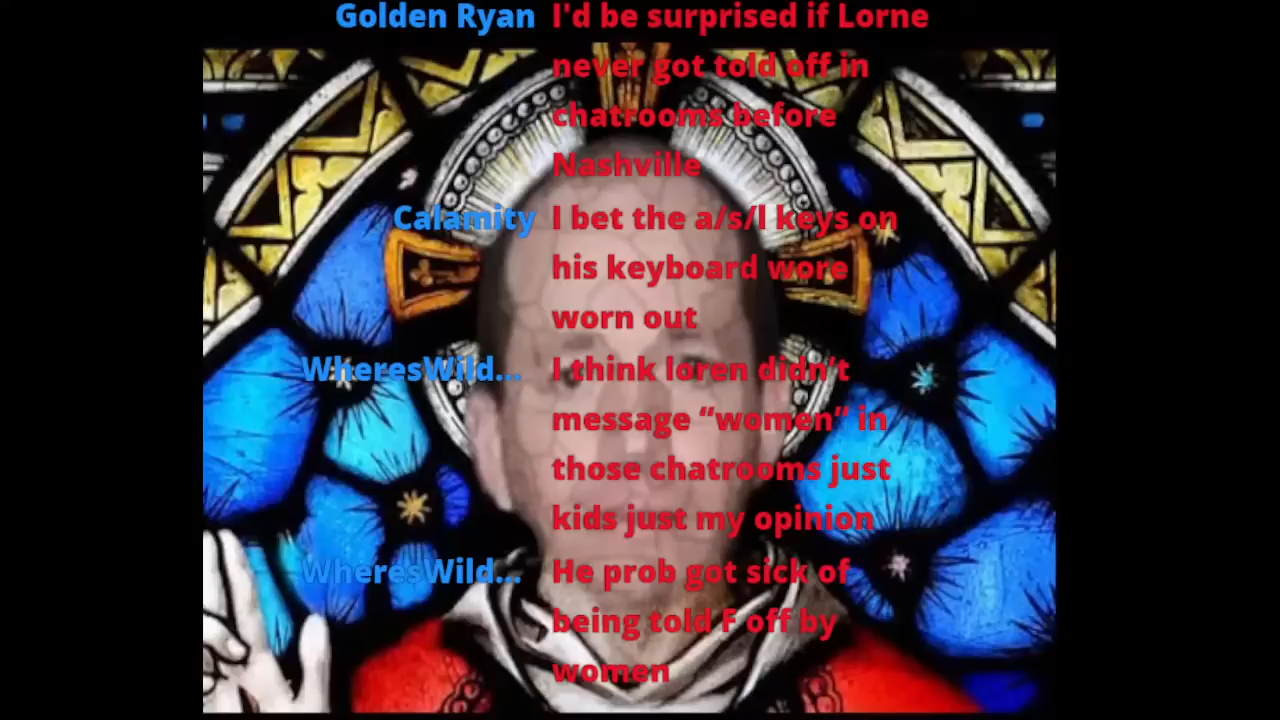 Golden Ryan I'd be surprised if Lorne
never got told off in
chatrooms before
Nashville
Calamity I bet the a/s/l keys on
his keyboard wore
worn out
WheresWild... I think loren didn’t
message “women” in
those chatrooms just
kids just my opinion
WheresWild... He prob got sick of
being told F off by
women